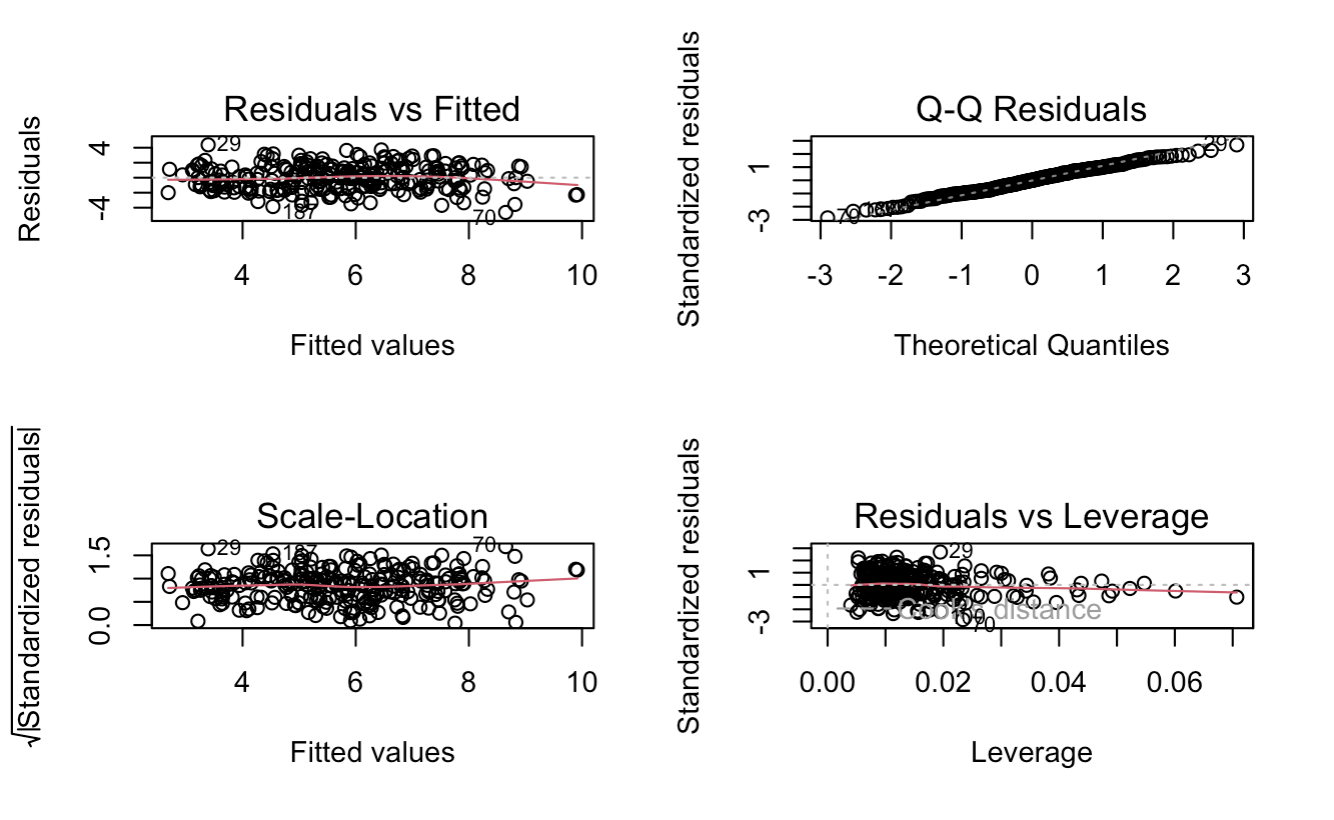 Residuals vs Fitted
Residuals
4
-4
29
187
70
4 6 8 10
Fitted values
Q-Q Residuals
Standardized residuals
1
-3
29
70
-3 -2 -1 0 1 2 3
Theoretical Quantiles
Scale-Location
√|Standardized residuals|
1.5
0.0
29
187
70
4 6 8 10
Fitted values
Residuals vs Leverage
Standardized residuals
1
-3
29
Cook's distance
70
0.00 0.02 0.04 0.06
Leverage